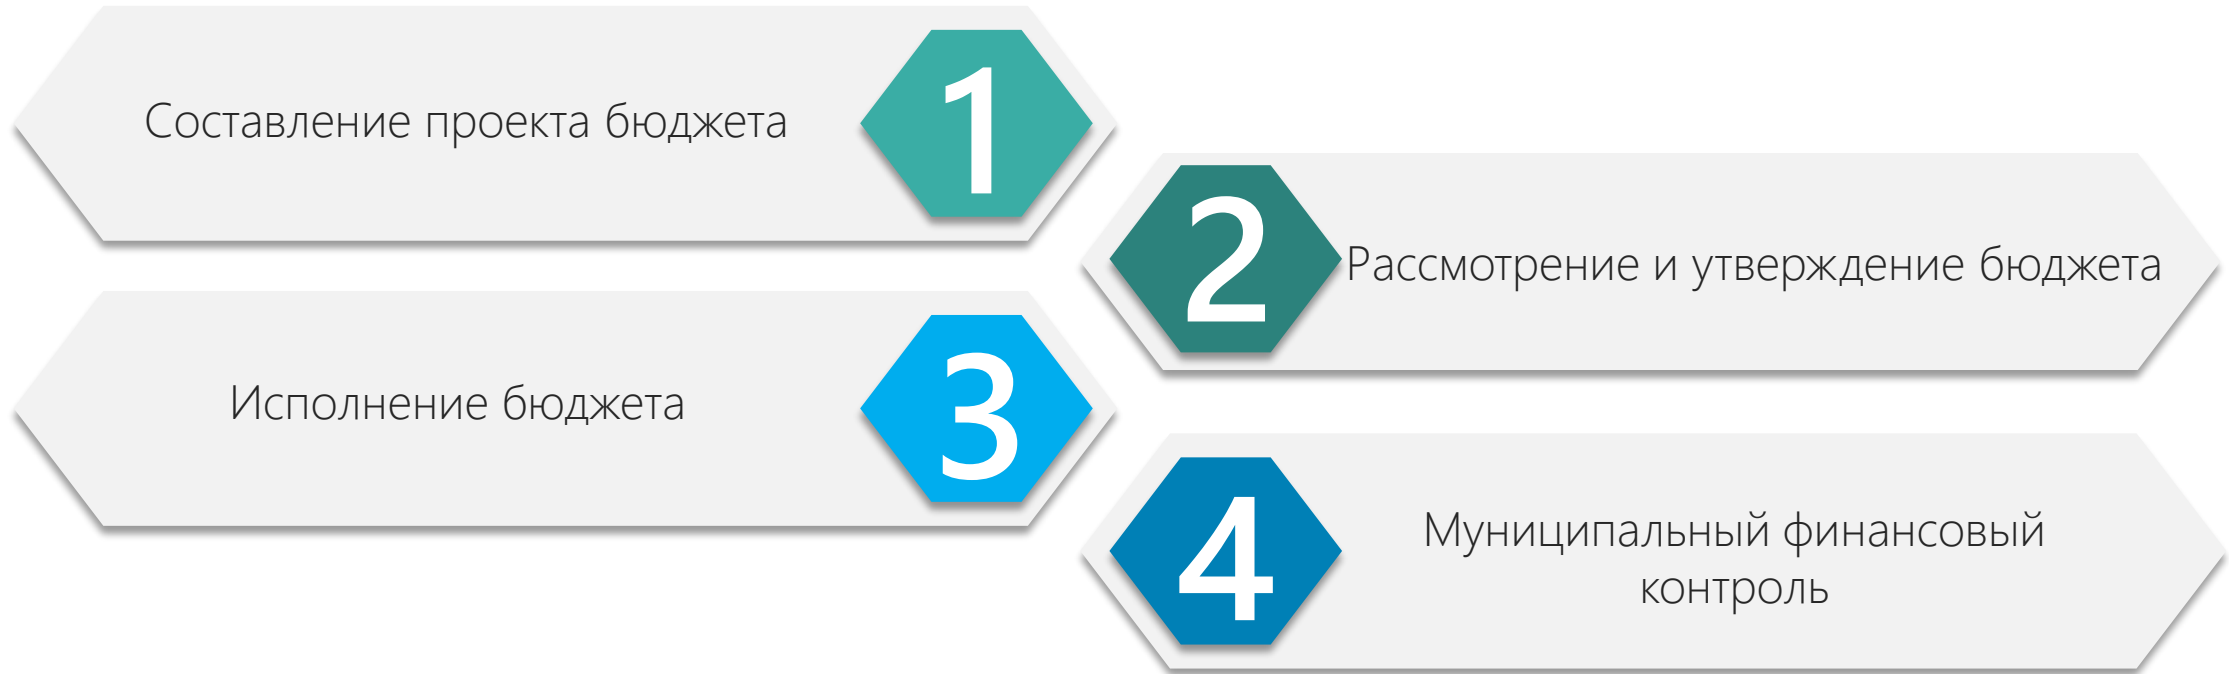 Составление проекта бюджета
1
2
Рассмотрение и утверждение бюджета
Исполнение бюджета
3
4
Муниципальный финансовый
контроль